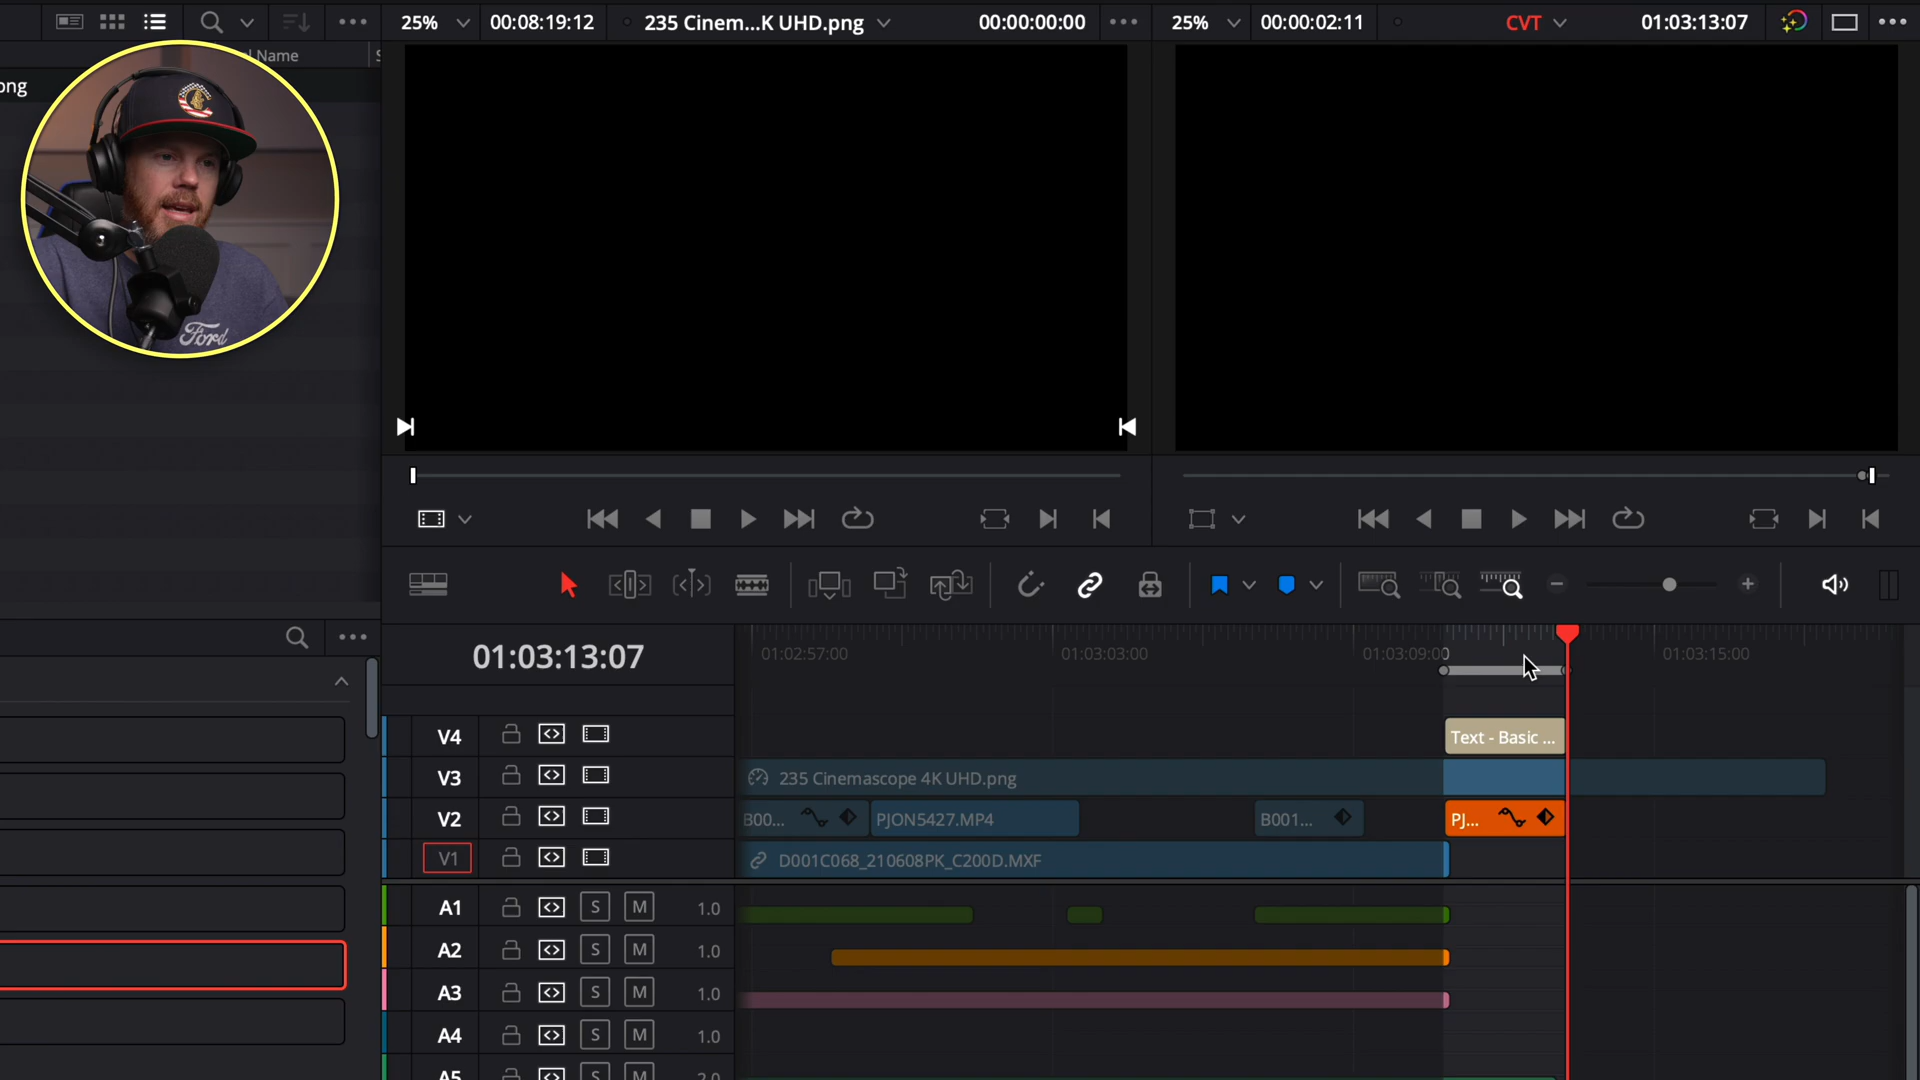 25% 00:08:19:12 235 Cinem...K UHD.png 00:00:00:00 25% 00:00:02:11 CVT 01:03:13:07
Name
png
Ford
01:03:13:07
01:02:57:00 01:03:03:00 01:03:09:00 01:03:15:00
V4 Text - Basic ...
V3 235 Cinemascope 4K UHD.png
V2 B00... PJON5427.MP4 B001... PJ...
V1 D001C068_210608PK_C200D.MXF
A1 S M 1.0
A2 S M 1.0
A3 S M 1.0
A4 S M 1.0
A5 S M 2.0